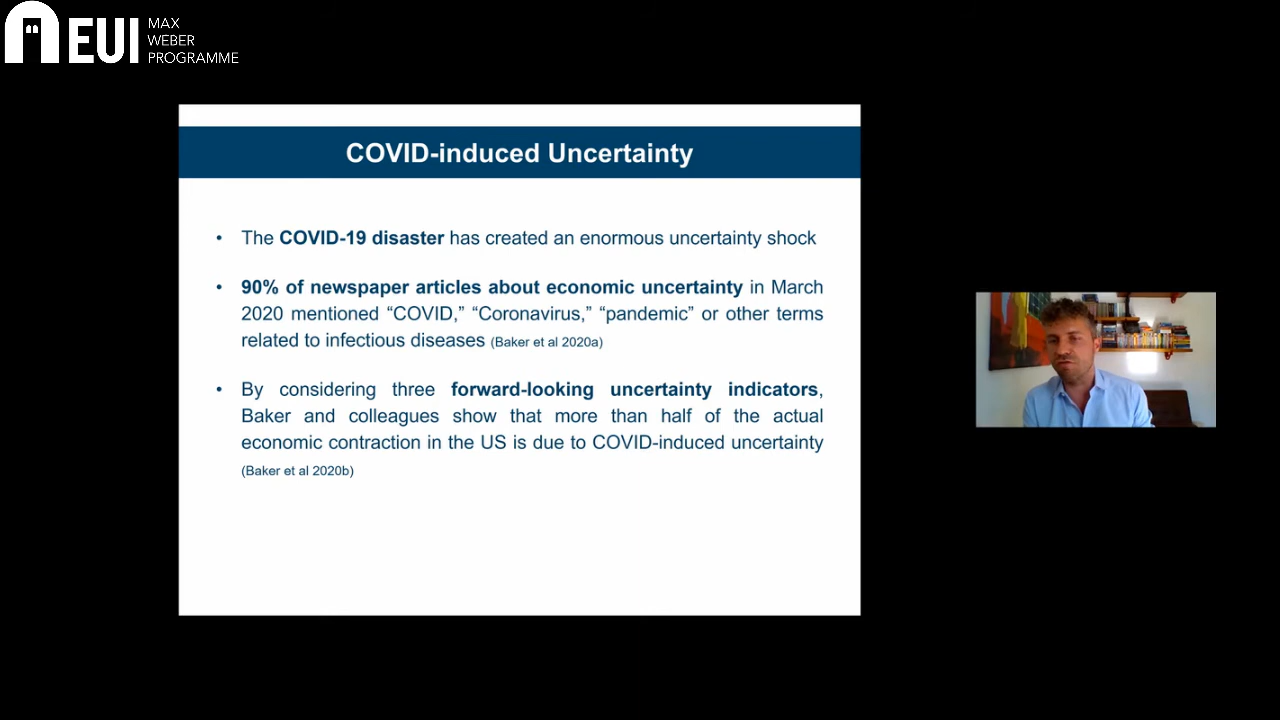 EUI
MAX
WEBER
PROGRAMME
COVID-induced Uncertainty
• The COVID-19 disaster has created an enormous uncertainty shock
• 90% of newspaper articles about economic uncertainty in March
2020 mentioned “COVID,” “Coronavirus,” “pandemic” or other terms
related to infectious diseases (Baker et al 2020a)
• By considering three forward-looking uncertainty indicators,
Baker and colleagues show that more than half of the actual
economic contraction in the US is due to COVID-induced uncertainty
(Baker et al 2020b)